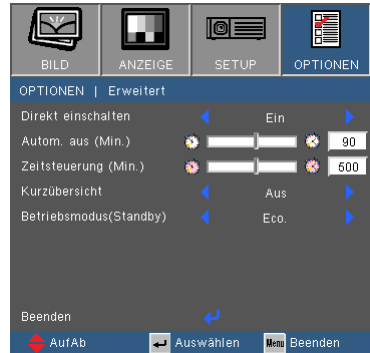 BILD ANZEIGE SETUP OPTIONEN
OPTIONEN | Erweitert
Direkt einschalten Ein
Autom. aus (Min.) 90
Zeitsteuerung (Min.) 500
Kurzübersicht Aus
Betriebsmodus(Standby) Eco.
Beenden
AufAb Auswählen Menu Beenden